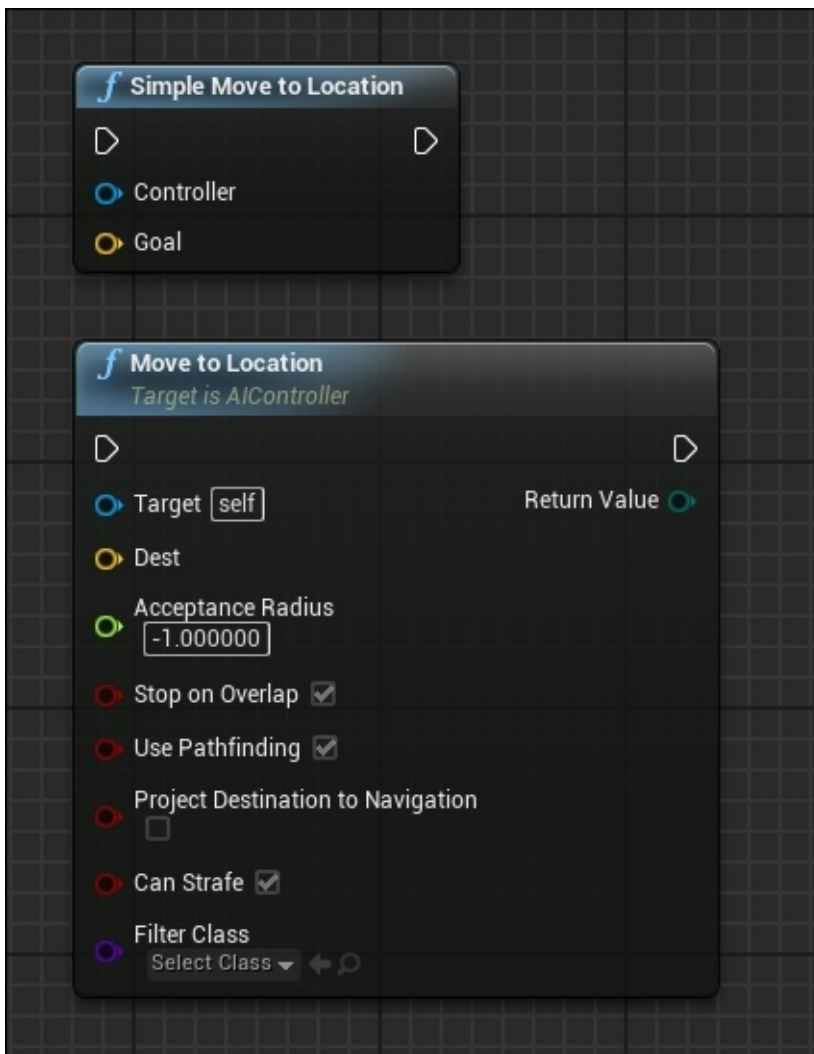 f Simple Move to Location
Controller
Goal
f Move to Location
Target is AIController
Target self
Return Value
Dest
Acceptance Radius
-1.000000
Stop on Overlap
Use Pathfinding
Project Destination to Navigation
Can Strafe
Filter Class
Select Class